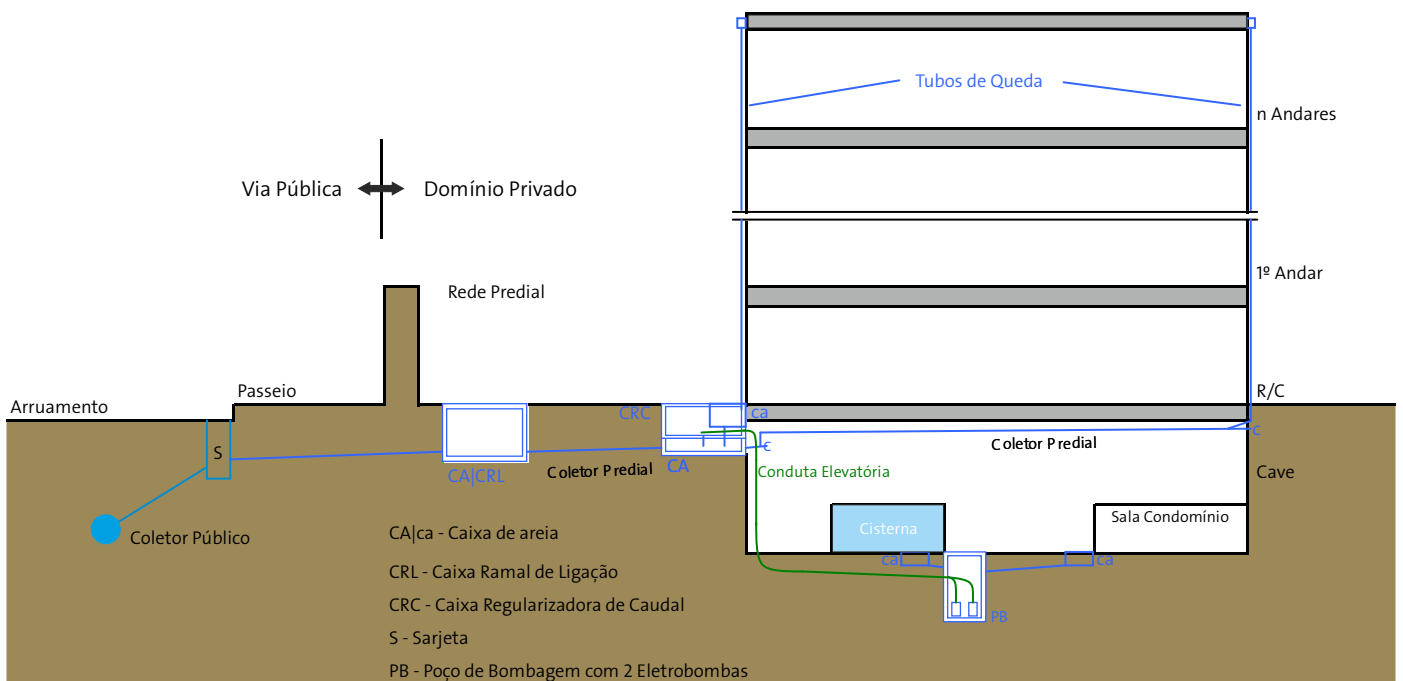 Tubos de Queda
n Andares
Via Pública
Domínio Privado
1º Andar
Rede Predial
Passeio
R/C
Arruamento
CRC
ca
c
Coletor Predial
S
c
CA
Coletor Predial
CA|CRL
Conduta Elevatória
Cave
Sala Condomínio
Cisterna
Coletor Público
ca
ca
PB
CA|ca - Caixa de areia
CRL - Caixa Ramal de Ligação
CRC - Caixa Regularizadora de Caudal
S - Sarjeta
PB - Poço de Bombagem com 2 Eletrobombas